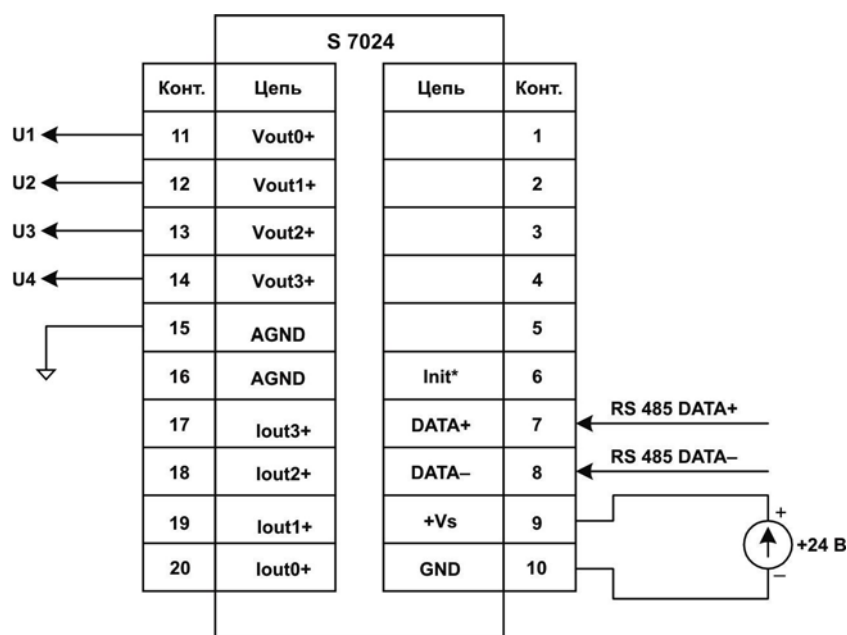 S 7024
Конт. Цепь Цепь Конт.
U1 11 Vout0+ 1
U2 12 Vout1+ 2
U3 13 Vout2+ 3
U4 14 Vout3+ 4
15 AGND 5
16 AGND Init* 6
17 Iout3+ DATA+ 7 RS 485 DATA+
18 Iout2+ DATA– 8 RS 485 DATA–
19 Iout1+ +Vs 9 +
+24 В
20 Iout0+ GND 10 –